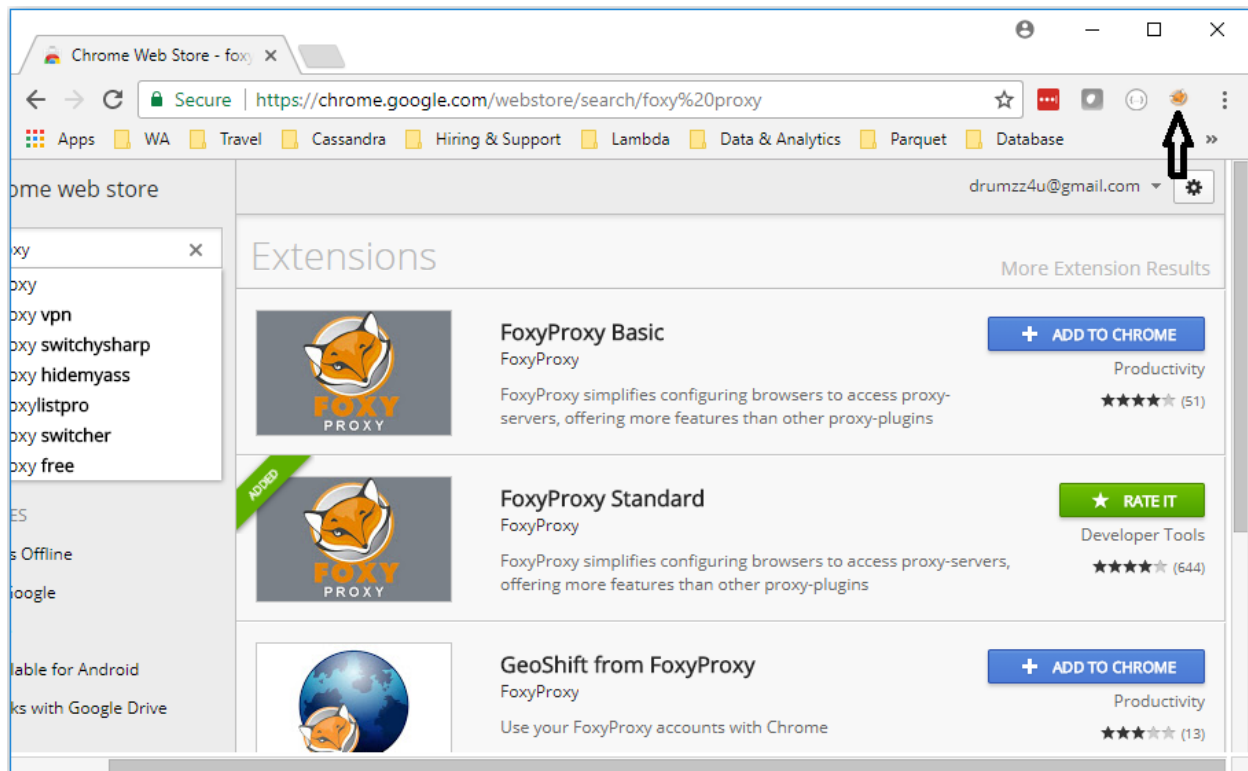 Chrome Web Store - foxy
Secure | https://chrome.google.com/webstore/search/foxy%20proxy
Apps WA Travel Cassandra Hiring & Support Lambda Data & Analytics Parquet Database »
ome web store
drumzz4u@gmail.com
xy
Extensions
More Extension Results
oxy
oxy vpn
oxy switchysharp
oxy hidemyass
oxylistpro
oxy switcher
oxy free
FOXY
PROXY
FoxyProxy Basic
FoxyProxy
FoxyProxy simplifies configuring browsers to access proxy-
servers, offering more features than other proxy-plugins
+ ADD TO CHROME
Productivity
★★★★☆ (51)
ADDED
FOXY
PROXY
FoxyProxy Standard
FoxyProxy
FoxyProxy simplifies configuring browsers to access proxy-servers,
offering more features than other proxy-plugins
★ RATE IT
Developer Tools
★★★★☆ (644)
ES
s Offline
Google
lable for Android
ks with Google Drive
GeoShift from FoxyProxy
FoxyProxy
Use your FoxyProxy accounts with Chrome
+ ADD TO CHROME
Productivity
★★★☆☆ (13)